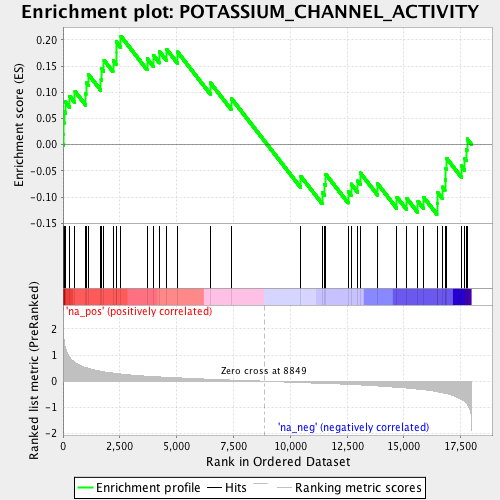 Enrichment plot: POTASSIUM_CHANNEL_ACTIVITY
Enrichment score (ES)
0.20
0.15
0.10
0.05
0.00
-0.05
-0.10
-0.15
'na_pos' (positively correlated)
Ranked list metric (PreRanked)
2
1
0
-1
-2
Zero cross at 8849
'na_neg' (negatively correlated)
0
2,500
5,000
7,500
10,000
12,500
15,000
17,500
Rank in Ordered Dataset
Enrichment profile
Hits
Ranking metric scores